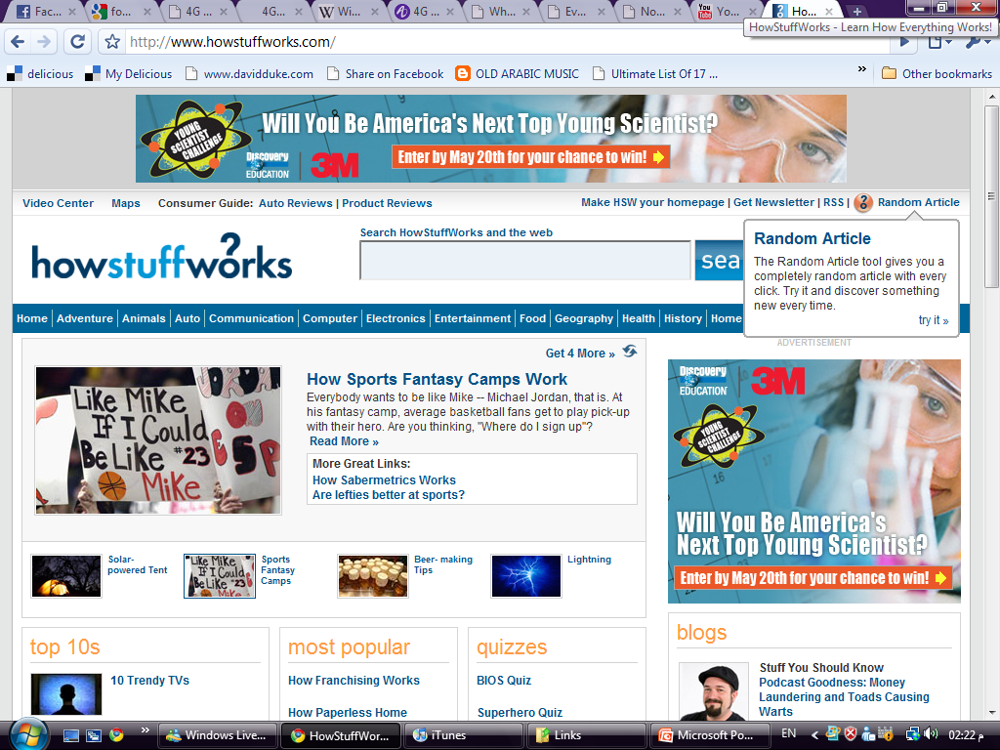 Fac...
fo...
4G ...
4G...
Wi...
4G ...
Wh...
Ev...
No...
Yo...
Ho...
HowStuffWorks - Learn How Everything Works!
http://www.howstuffworks.com/
delicious
My Delicious
www.davidduke.com
Share on Facebook
OLD ARABIC MUSIC
Ultimate List Of 17 ...
»
Other bookmarks
YOUNG
SCIENTIST
CHALLENGE
Will You Be America's Next Top Young Scientist?
Discovery
EDUCATION
3M
Enter by May 20th for your chance to win!
Video Center
Maps
Consumer Guide: Auto Reviews | Product Reviews
Make HSW your homepage | Get Newsletter | RSS | Random Article
howstuffworks
Search HowStuffWorks and the web
sea
Random Article
The Random Article tool gives you a
completely random article with every
click. Try it and discover something
new every time.
try it »
Home | Adventure | Animals | Auto | Communication | Computer | Electronics | Entertainment | Food | Geography | Health | History | Home
ADVERTISEMENT
Get 4 More »
LIKE MIKE
IF I COULD
BE LIKE #23
MIKE
How Sports Fantasy Camps Work
Everybody wants to be like Mike -- Michael Jordan, that is. At
his fantasy camp, average basketball fans get to play pick-up
with their hero. Are you thinking, "Where do I sign up"?
Read More »
More Great Links:
How Sabermetrics Works
Are lefties better at sports?
Solar-
powered Tent
Sports
Fantasy
Camps
Beer- making
Tips
Lightning
Discovery
EDUCATION
3M
YOUNG
SCIENTIST
CHALLENGE
Will You Be America's
Next Top Young Scientist?
Enter by May 20th for your chance to win!
top 10s
10 Trendy TVs
most popular
How Franchising Works
How Paperless Home
quizzes
BIOS Quiz
Superhero Quiz
blogs
Stuff You Should Know
Podcast Goodness: Money
Laundering and Toads Causing
Warts
»
Windows Live...
HowStuffWor...
iTunes
Links
Microsoft Po...
EN
02:22 م